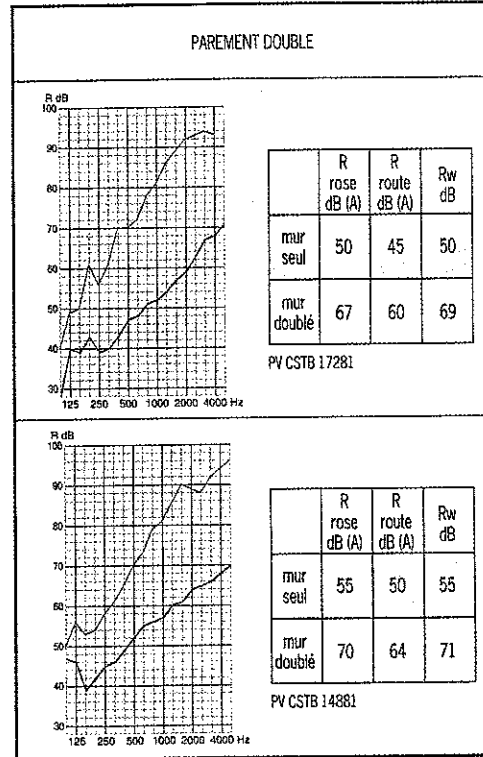 PAREMENT DOUBLE
R dB
100
90
80
70
60
50
40
30
125 250 500 1000 2000 4000 Hz
R rose dB (A) R route dB (A) Rw dB
mur seul 50 45 50
mur doublé 67 60 69
PV CSTB 17281
R dB
100
90
80
70
60
50
40
30
125 250 500 1000 2000 4000 Hz
R rose dB (A) R route dB (A) Rw dB
mur seul 55 50 55
mur doublé 70 64 71
PV CSTB 14881